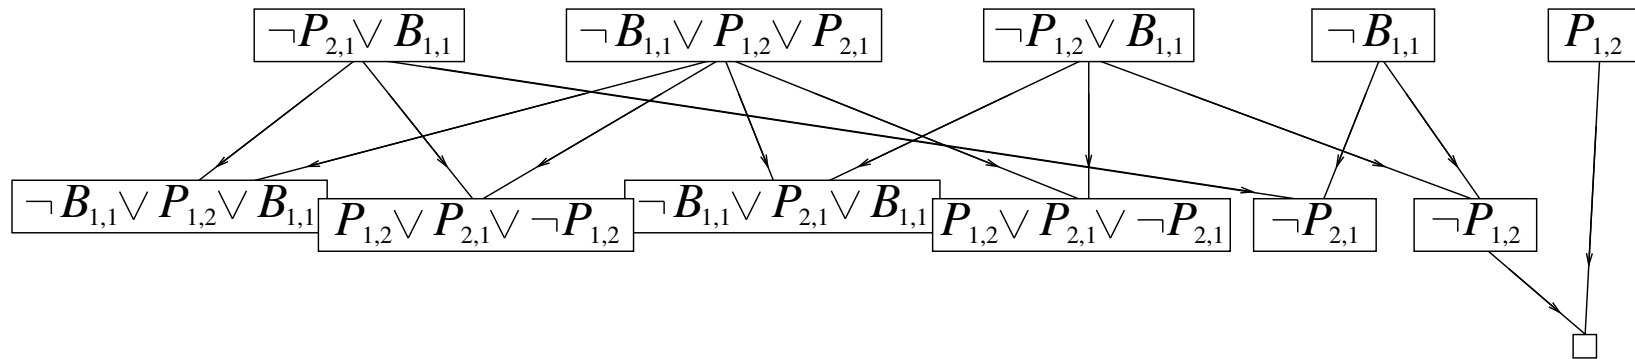 ¬P₂,₁ ∨ B₁,₁
¬B₁,₁ ∨ P₁,₂ ∨ P₂,₁
¬P₁,₂ ∨ B₁,₁
¬B₁,₁
P₁,₂
¬B₁,₁ ∨ P₁,₂ ∨ B₁,₁
P₁,₂ ∨ P₂,₁ ∨ ¬P₁,₂
¬B₁,₁ ∨ P₂,₁ ∨ B₁,₁
P₁,₂ ∨ P₂,₁ ∨ ¬P₂,₁
¬P₂,₁
¬P₁,₂